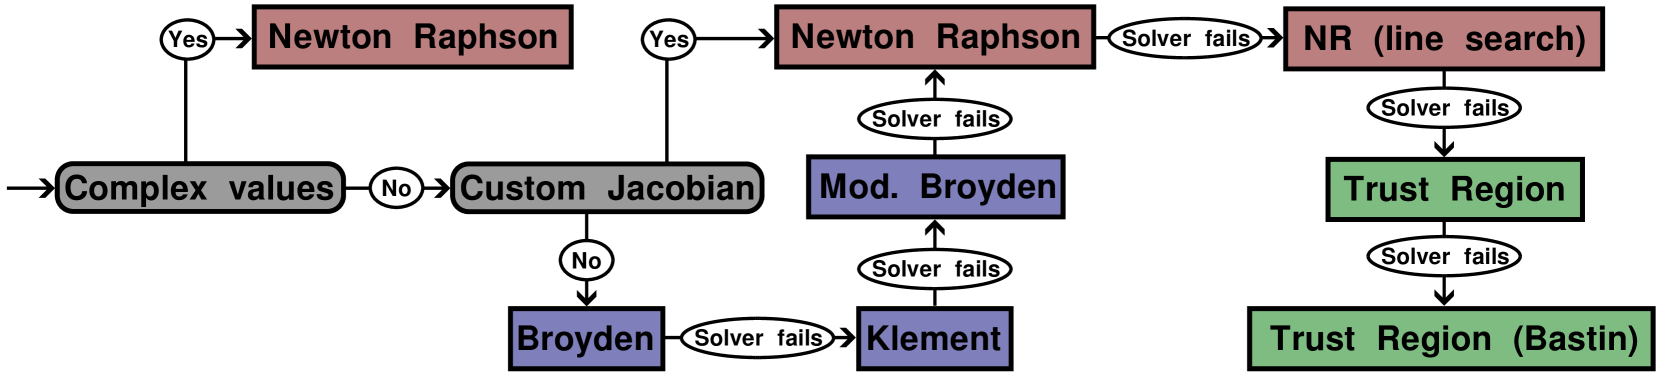 Yes
Newton Raphson
Yes
Newton Raphson
Solver fails
NR (line search)
Solver fails
Solver fails
Complex values
No
Custom Jacobian
Mod. Broyden
Trust Region
No
Solver fails
Solver fails
Broyden
Solver fails
Klement
Trust Region (Bastin)